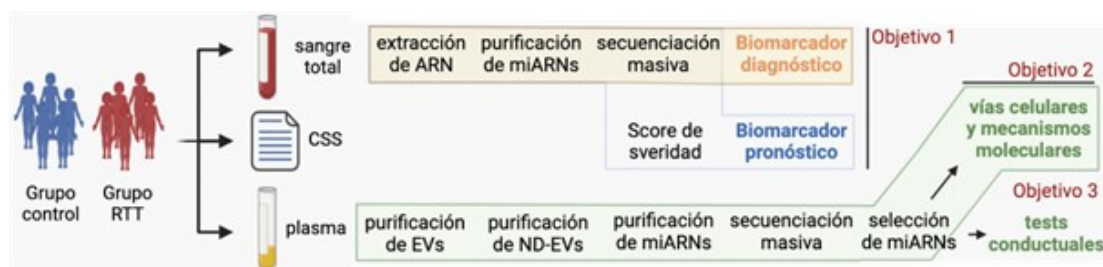 sangre
total
extracción
de ARN
purificación
de miARNs
secuenciación
masiva
Biomarcador
diagnóstico
Objetivo 1
Grupo
control
Grupo
RTT
CSS
Score de
sveridad
Biomarcador
pronóstico
Objetivo 2
vías celulares
y mecanismos
moleculares
plasma
purificación
de EVs
purificación
de ND-EVs
purificación
de miARNs
secuenciación
masiva
selección
de miARNs
Objetivo 3
tests
conductuales